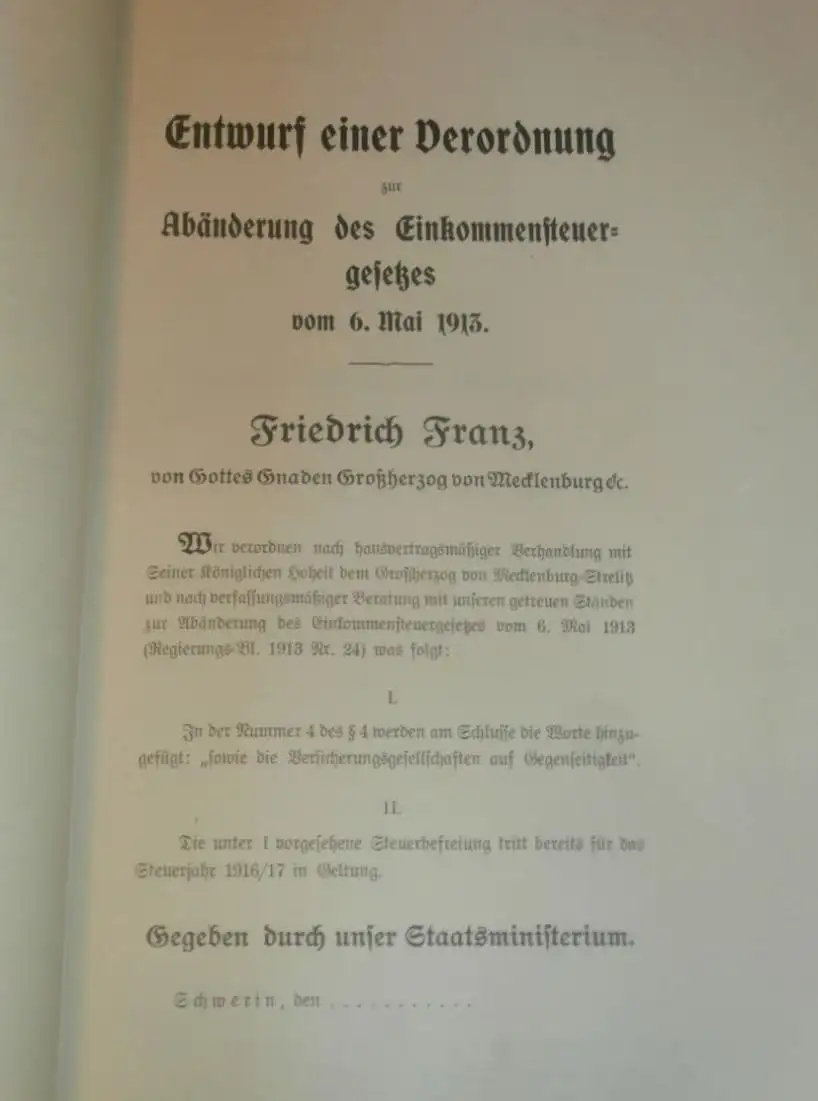 Entwurf einer Verordnung
zur
Abänderung des Einkommensteuer-
gesetzes
vom 6. Mai 1913.
Friedrich Franz,
von Gottes Gnaden Großherzog von Mecklenburg ꝛc.
Wir verordnen nach hausvertragsmäßiger Verhandlung mit
Seiner Königlichen Hoheit dem Großherzog von Mecklenburg-Strelitz
und nach verfassungsmäßiger Beratung mit unseren getreuen Ständen
zur Abänderung des Einkommensteuergesetzes vom 6. Mai 1913
(Regierungs-Bl. 1913 Nr. 24) was folgt:
I.
In der Nummer 4 des § 4 werden am Schlusse die Worte hinzu-
gefügt: „sowie die Versicherungsgesellschaften auf Gegenseitigkeit“.
II.
Die unter I vorgesehene Steuerbefreiung tritt bereits für das
Steuerjahr 1916/17 in Geltung.
Gegeben durch unser Staatsministerium.
Schwerin, den . . . . . . . . . . .